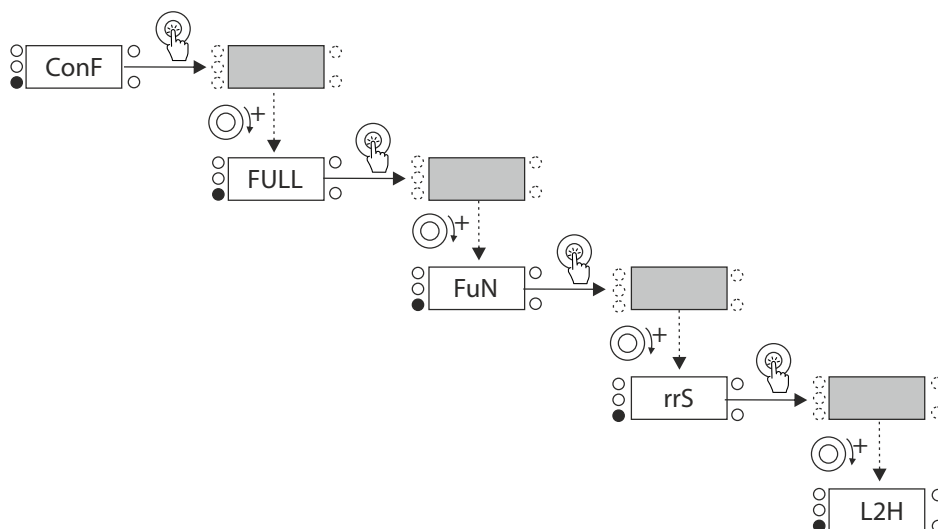 ConF
+
FULL
+
FuN
+
rrS
+
L2H